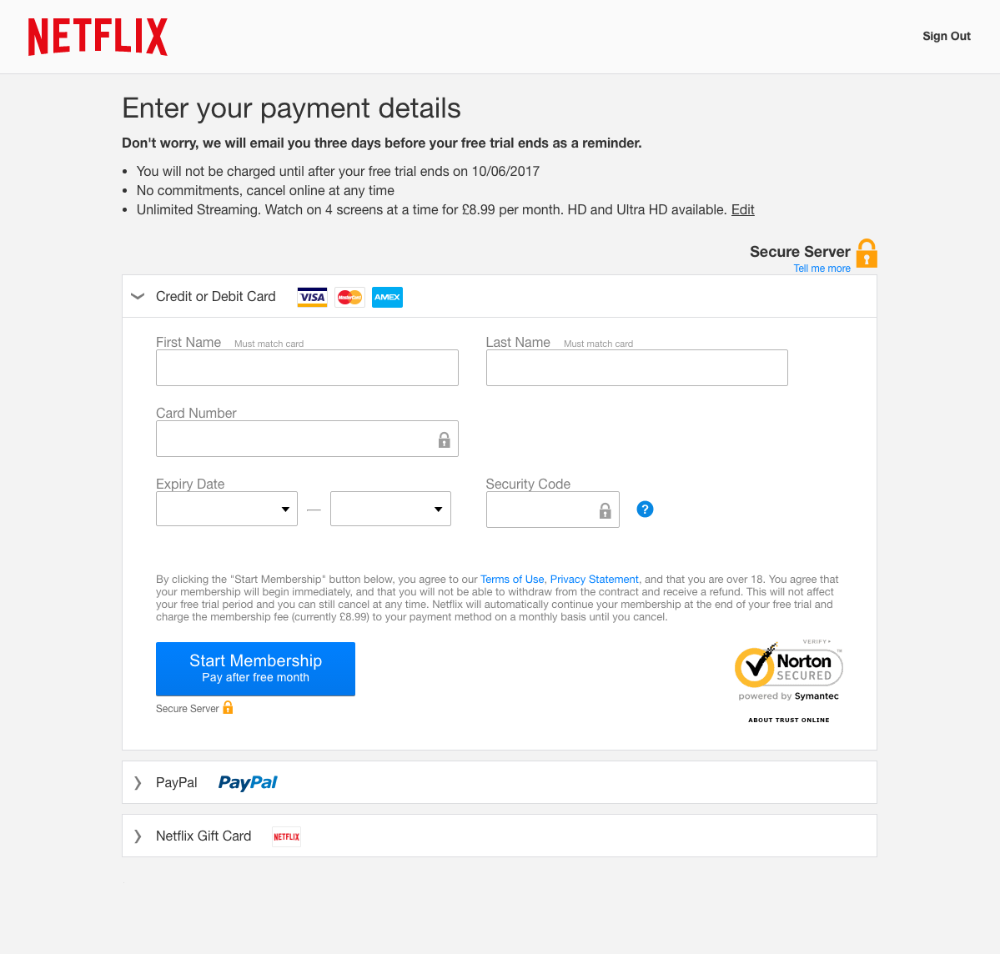 NETFLIX
Sign Out
Enter your payment details
Don't worry, we will email you three days before your free trial ends as a reminder.
• You will not be charged until after your free trial ends on 10/06/2017
• No commitments, cancel online at any time
• Unlimited Streaming. Watch on 4 screens at a time for £8.99 per month. HD and Ultra HD available. Edit
Secure Server
Tell me more
Credit or Debit Card VISA MasterCard AMEX
First Name Must match card Last Name Must match card
Card Number
Expiry Date Security Code
— ?
By clicking the "Start Membership" button below, you agree to our Terms of Use, Privacy Statement, and that you are over 18. You agree that
your membership will begin immediately, and that you will not be able to withdraw from the contract and receive a refund. This will not affect
your free trial period and you can still cancel at any time. Netflix will automatically continue your membership at the end of your free trial and
charge the membership fee (currently £8.99) to your payment method on a monthly basis until you cancel.
Start Membership
Pay after free month
Secure Server
VERIFY
Norton
SECURED
powered by Symantec
ABOUT TRUST ONLINE
PayPal PayPal
Netflix Gift Card NETFLIX